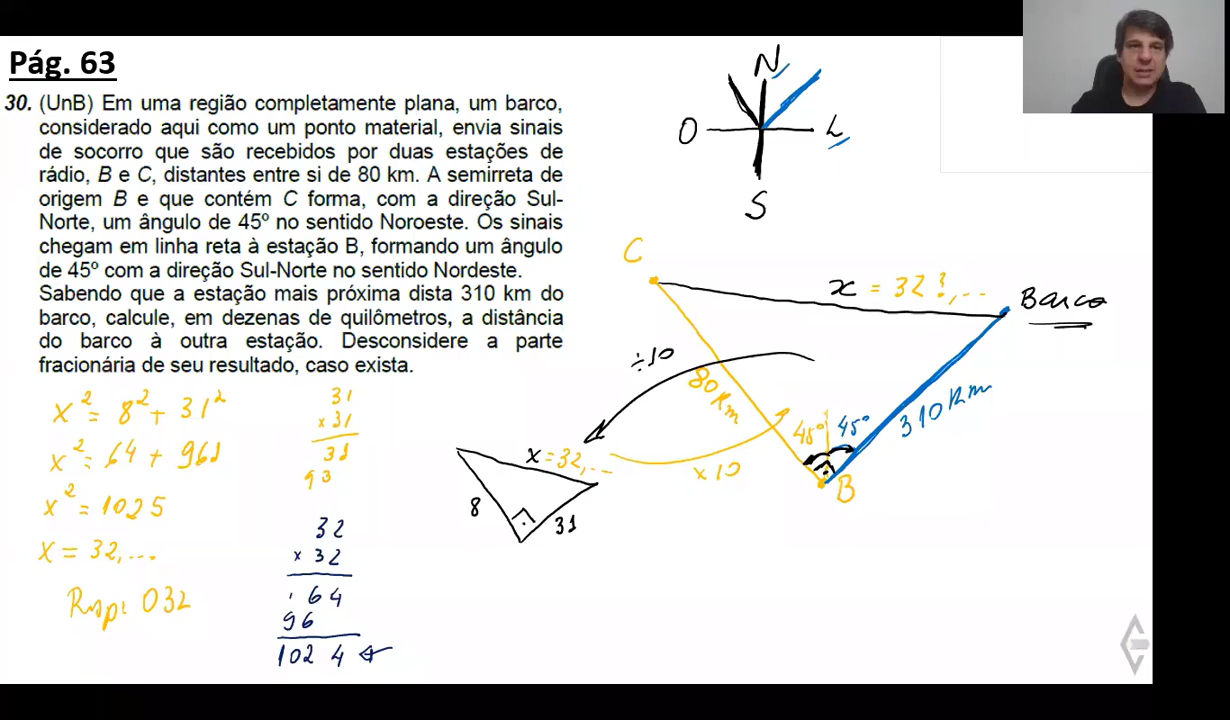 Pág. 63
30. (UnB) Em uma região completamente plana, um barco,
considerado aqui como um ponto material, envia sinais
de socorro que são recebidos por duas estações de
rádio, B e C, distantes entre si de 80 km. A semirreta de
origem B e que contém C forma, com a direção Sul-
Norte, um ângulo de 45º no sentido Noroeste. Os sinais
chegam em linha reta à estação B, formando um ângulo
de 45º com a direção Sul-Norte no sentido Nordeste.
Sabendo que a estação mais próxima dista 310 km do
barco, calcule, em dezenas de quilômetros, a distância
do barco à outra estação. Desconsidere a parte
fracionária de seu resultado, caso exista.
x² = 8² + 31²
x² = 64 + 961
x² = 1025
x = 32,...
Resp: 032
31
x 31
31
93
32
x 32
64
96
1024
N
O
L
S
C
x = 32?,...
Barco
÷10
80 Km
45º
45º
310 Km
B
x = 32,...
x 10
8
31